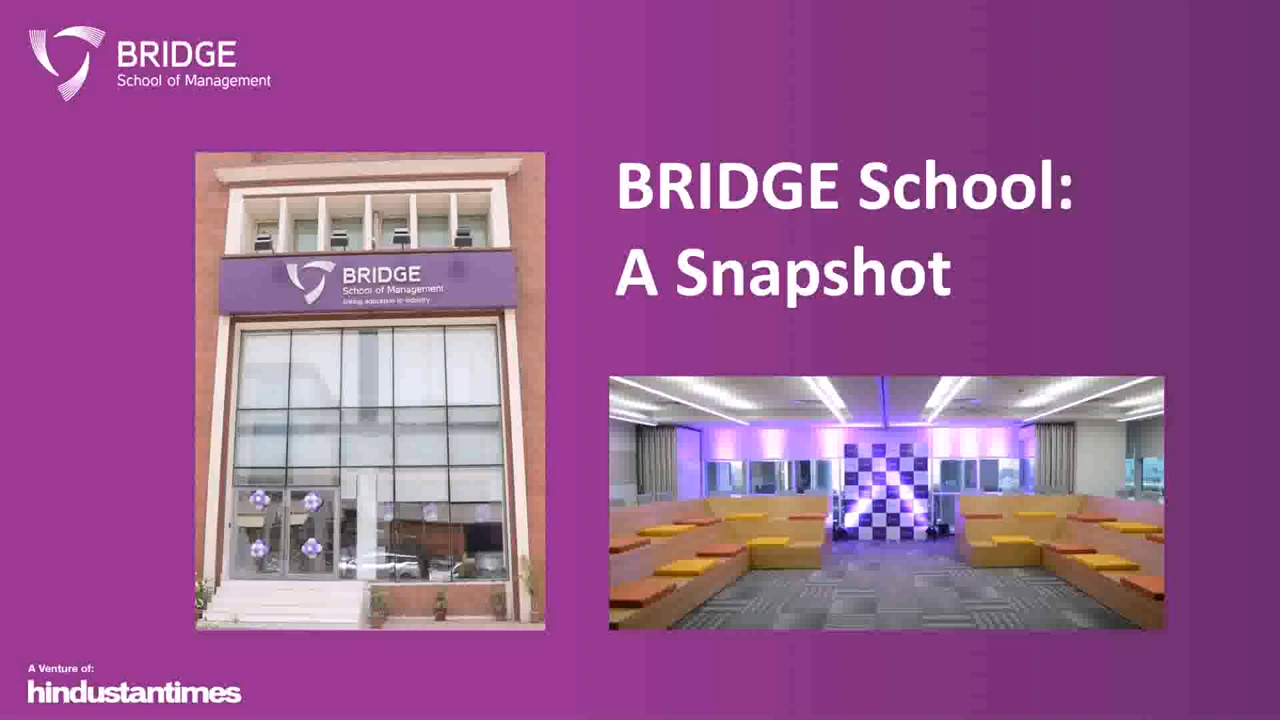 BRIDGE
School of Management
BRIDGE School:
A Snapshot
BRIDGE
School of Management
A Venture of:
hindustantimes